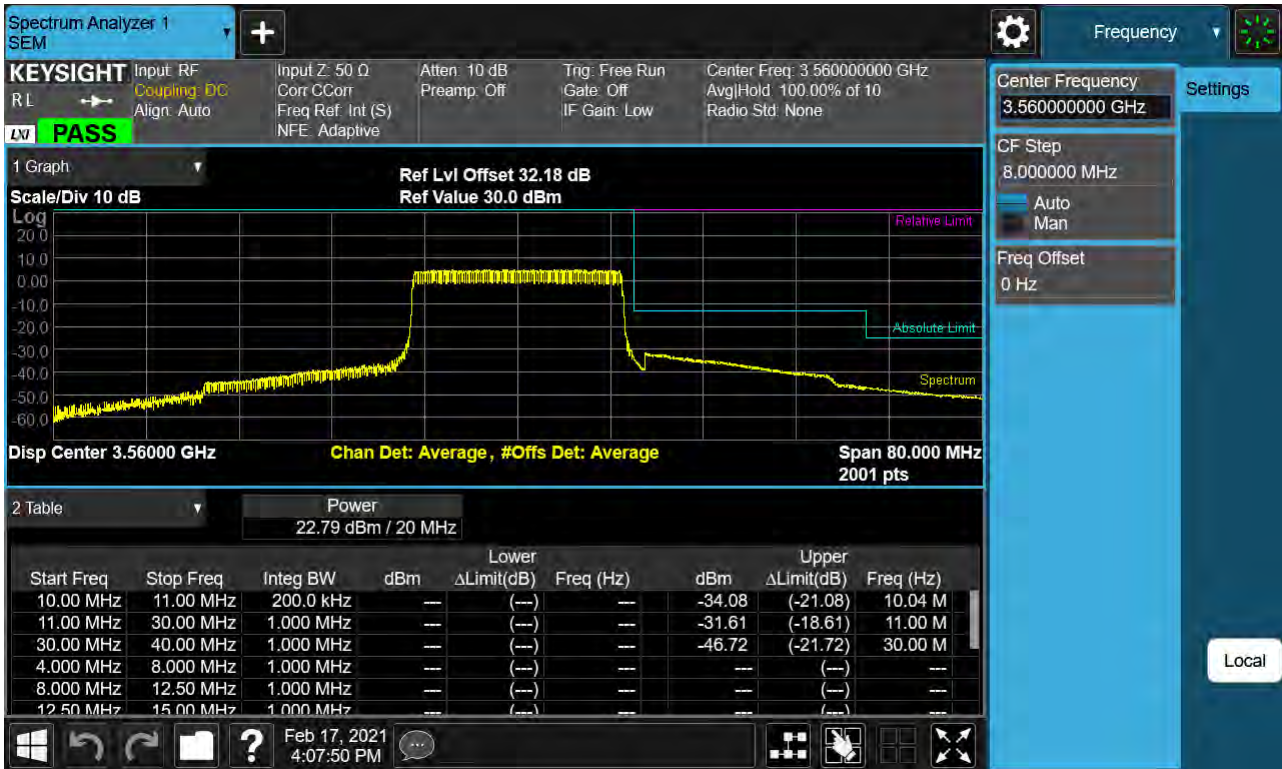 Spectrum Analyzer 1
SEM
+
Frequency
KEYSIGHT Input: RF Input Z: 50 Ω Atten: 10 dB Trig: Free Run Center Freq: 3.560000000 GHz
R L Coupling: DC Corr CCorr Preamp: Off Gate: Off Avg|Hold: 100.00% of 10
Align: Auto Freq Ref: Int (S) IF Gain: Low Radio Std: None
LXI PASS NFE: Adaptive
Center Frequency
3.560000000 GHz
Settings
CF Step
8.000000 MHz
Auto
Man
Freq Offset
0 Hz
Local
1 Graph
Ref Lvl Offset 32.18 dB
Scale/Div 10 dB Ref Value 30.0 dBm
Log
Relative Limit
20.0
10.0
0.00
-10.0
-20.0
Absolute Limit
-30.0
-40.0
Spectrum
-50.0
-60.0
Disp Center 3.56000 GHz Chan Det: Average, #Offs Det: Average Span 80.000 MHz
2001 pts
2 Table
Power
22.79 dBm / 20 MHz
Lower Upper
Start Freq Stop Freq Integ BW dBm ΔLimit(dB) Freq (Hz) dBm ΔLimit(dB) Freq (Hz)
10.00 MHz 11.00 MHz 200.0 kHz --- (---) --- -34.08 (-21.08) 10.04 M
11.00 MHz 30.00 MHz 1.000 MHz --- (---) --- -31.61 (-18.61) 11.00 M
30.00 MHz 40.00 MHz 1.000 MHz --- (---) --- -46.72 (-21.72) 30.00 M
4.000 MHz 8.000 MHz 1.000 MHz --- (---) --- --- (---) ---
8.000 MHz 12.50 MHz 1.000 MHz --- (---) --- --- (---) ---
12.50 MHz 15.00 MHz 1.000 MHz --- (---) --- --- (---) ---
? Feb 17, 2021
4:07:50 PM